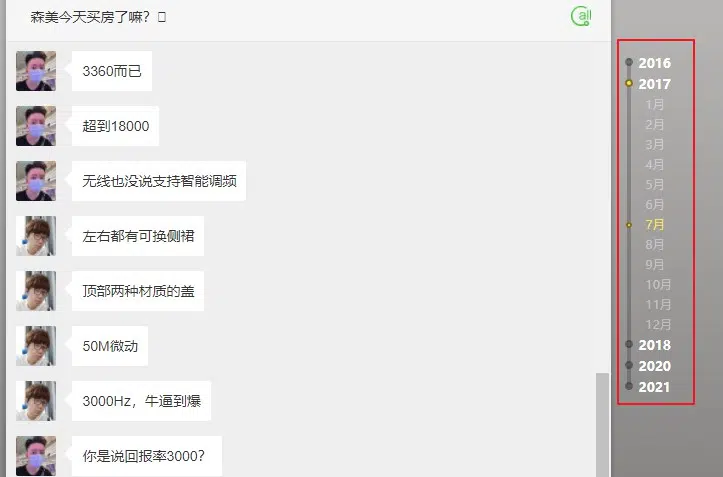 森美今天买房了嘛？
all
3360而已
超到18000
无线也没说支持智能调频
左右都有可换侧裙
顶部两种材质的盖
50M微动
3000Hz，牛逼到爆
你是说回报率3000？
2016
2017
1月
2月
3月
4月
5月
6月
7月
8月
9月
10月
11月
12月
2018
2020
2021